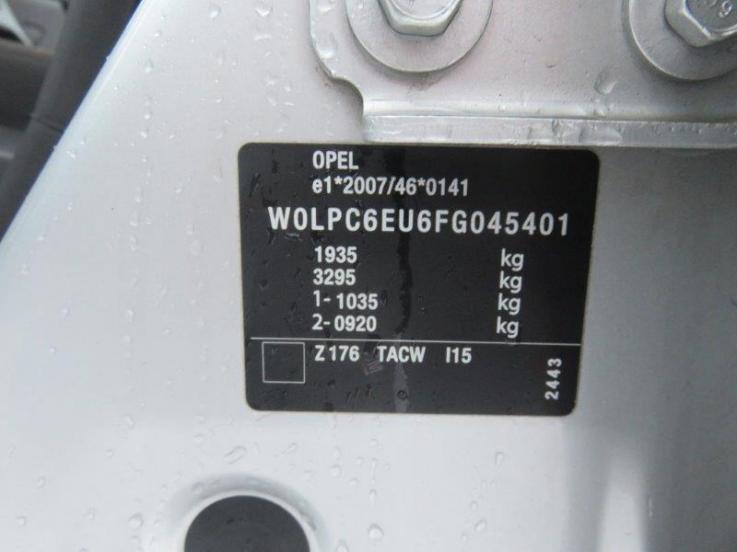 OPEL
e1*2007/46*0141
W0LPC6EU6FG045401
1935 kg
3295 kg
1-1035 kg
2-0920 kg
Z176 TACW I15
2443